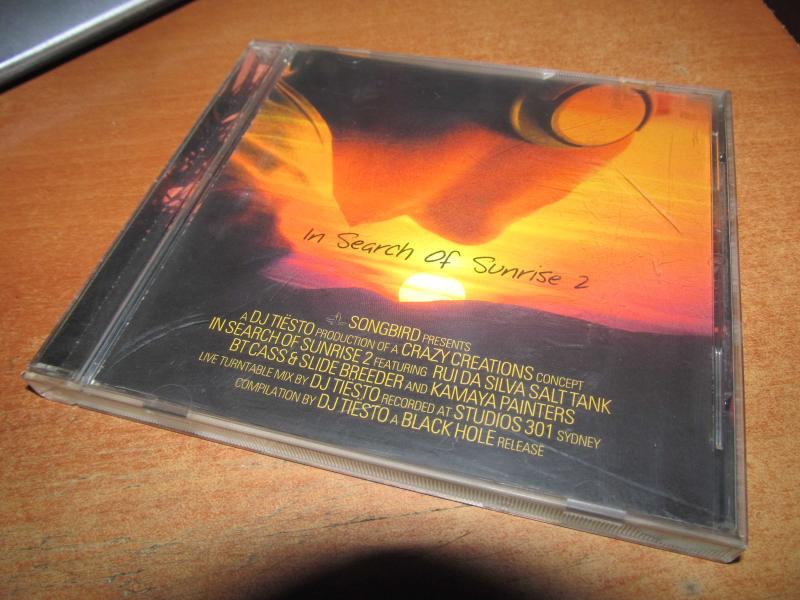 In Search Of Sunrise 2
SONGBIRD PRESENTS
A DJ TIËSTO PRODUCTION OF A CRAZY CREATIONS CONCEPT
IN SEARCH OF SUNRISE 2 FEATURING RUI DA SILVA SALT TANK
BT CASS & SLIDE BREEDER AND KAMAYA PAINTERS
LIVE TURNTABLE MIX BY DJ TIËSTO RECORDED AT STUDIOS 301 SYDNEY
COMPILATION BY DJ TIËSTO A BLACK HOLE RELEASE